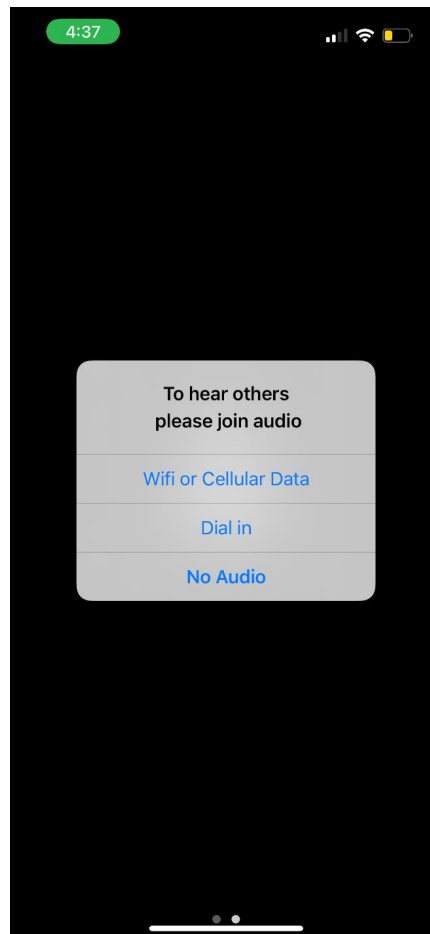 4:37
To hear others
please join audio
Wifi or Cellular Data
Dial in
No Audio